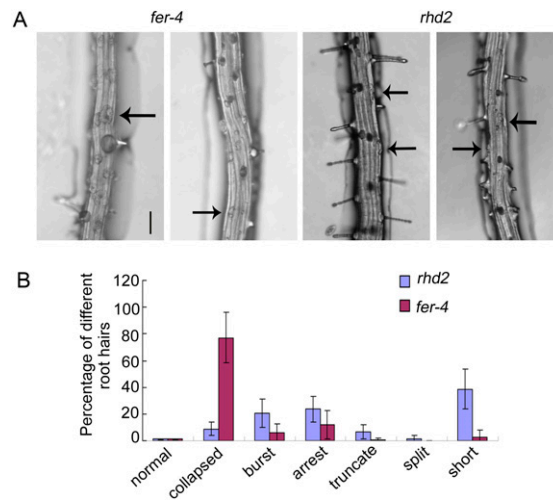 A
fer-4
rhd2
B
Percentage of different
root hairs
120
100
80
60
40
20
0
rhd2
fer-4
normal
collapsed
burst
arrest
truncate
split
short